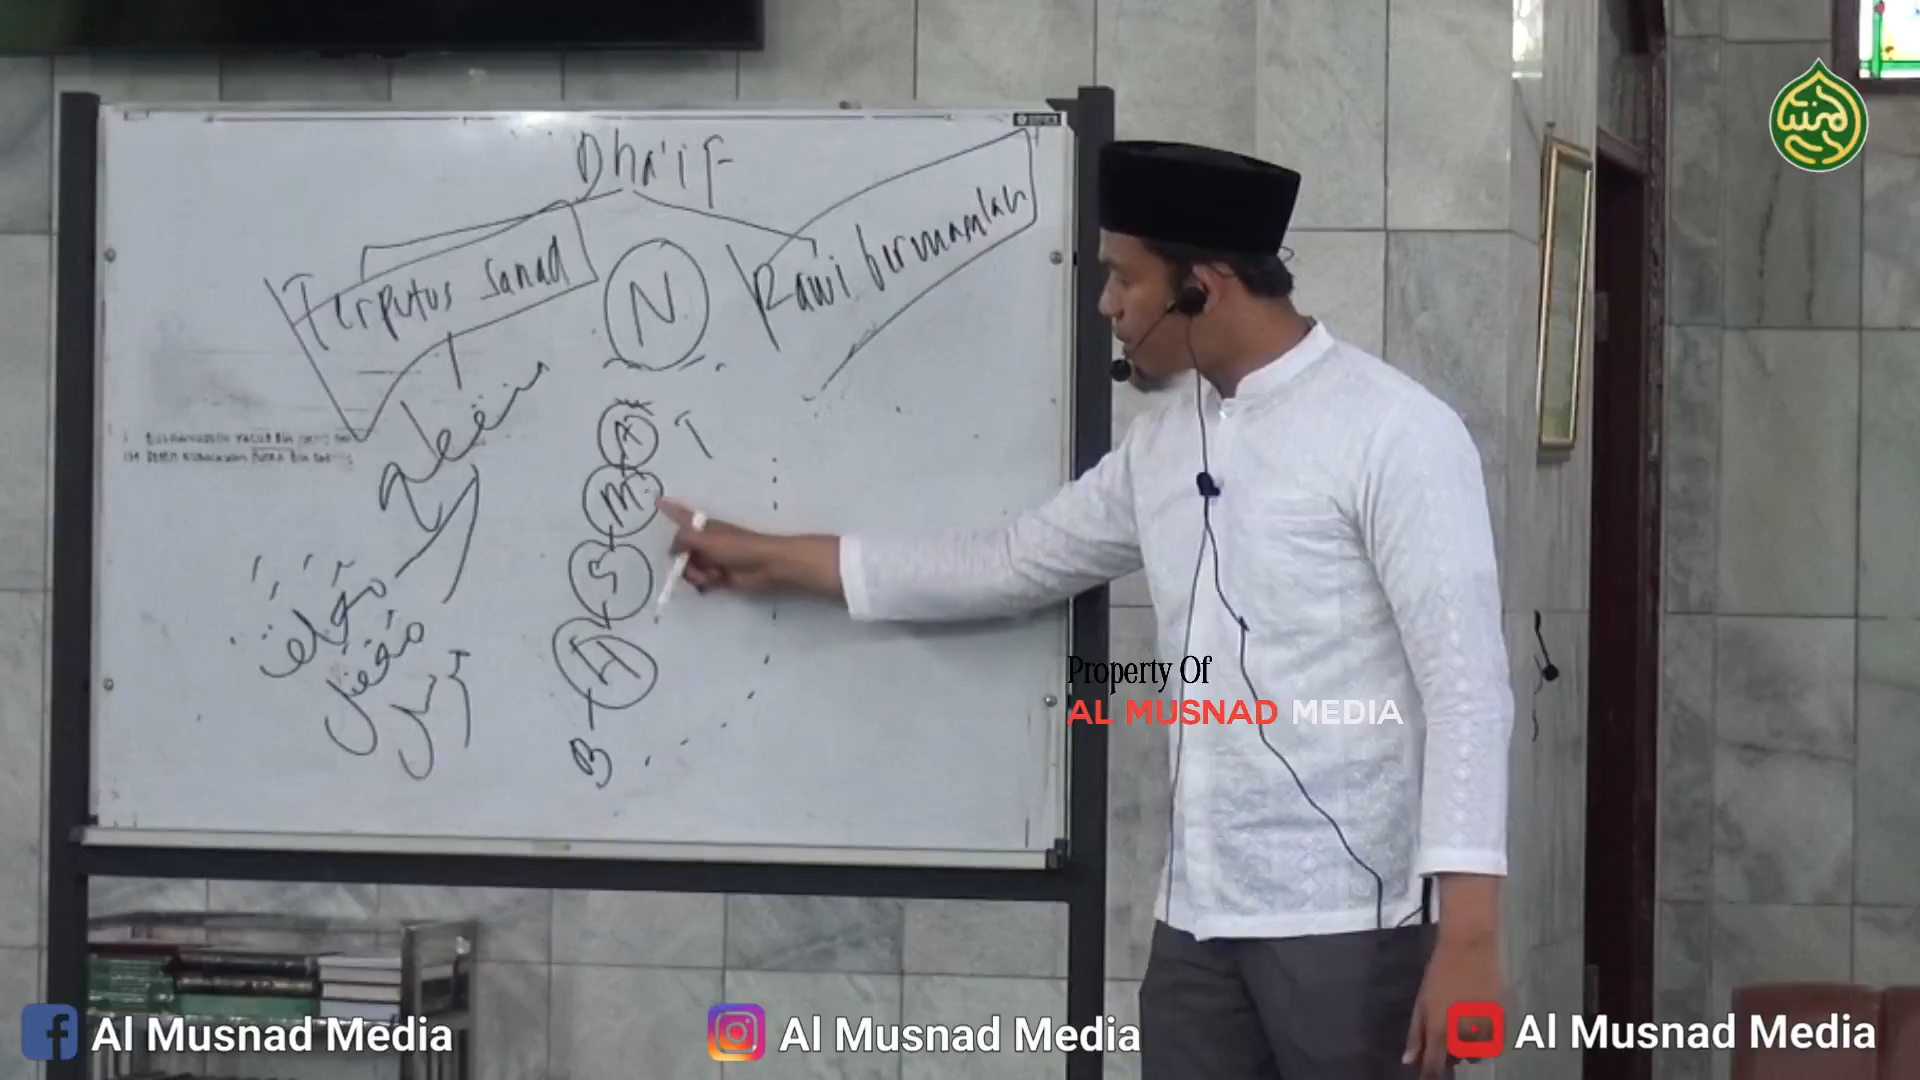 Dha'if
Terputus Sanad
Rawi bermasalah
N
منقطع
A T
M
S
معلق
H
معضل
مرسل
B
Property Of
AL MUSNAD MEDIA
Al Musnad Media
Al Musnad Media
Al Musnad Media